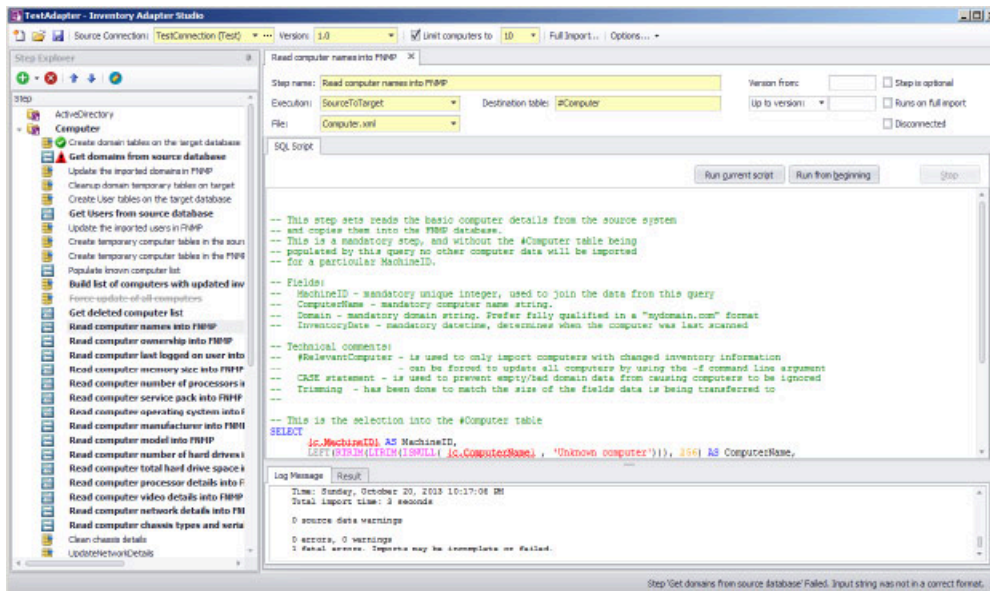 TestAdapter - Inventory Adapter Studio
Source Connection: TestConnection (Test) Version: 1.0 Limit computers to 10 Full Import... Options...
Step Explorer
Read computer names into FNMP
Step name: Read computer names into FNMP Version from: Step is optional
Execution: SourceToTarget Destination table: #Computer Up to version: Runs on full import
File: Computer.xml Disconnected
SQL Script
Run current script Run from beginning Stop
Step
ActiveDirectory
Computer
Create domain tables on the target database
Get domains from source database
Update the imported domains in FNMP
Cleanup domain temporary tables on target
Create User tables on the target database
Get Users from source database
Update the imported users in FNMP
Create temporary computer tables in the sour
Create temporary computer tables in the FNM
Populate known computer list
Build list of computers with updated inv
Force update of all computers
Get deleted computer list
Read computer names into FNMP
Read computer ownership into FNMP
Read computer last logged on user into
Read computer memory size into FNMP
Read computer number of processors i
Read computer service pack into FNMP
Read computer operating system into F
Read computer manufacturer into FNM
Read computer model into FNMP
Read computer number of hard drives i
Read computer total hard drive space i
Read computer processor details into F
Read computer video details into FNM
Read computer network details into FN
Read computer chassis types and seria
Clean chassis details
UpdateNetworkDetails
-- This step sets reads the basic computer details from the source system
-- and copies them into the FNMP database.
-- This is a mandatory step, and without the #Computer table being
-- populated by this query no other computer data will be imported
-- for a particular MachineID.
-- Fields:
-- MachineID - mandatory unique integer, used to join the data from this query
-- ComputerName - mandatory computer name string.
-- Domain - mandatory domain string. Prefer fully qualified in a "mydomain.com" format
-- InventoryDate - mandatory datetime, determines when the computer was last scanned
-- Technical comments:
-- #RelevantComputer - is used to only import computers with changed inventory information
-- - can be forced to update all computers by using the -f command line argument
-- CASE statement - is used to prevent empty/bad domain data from causing computers to be ignored
-- Trimming - has been done to match the size of the fields data is being transferred to
--
-- This is the selection into the #Computer table
SELECT
ic.MachineID1 AS MachineID,
LEFT(RTRIM(LTRIM(ISNULL( ic.ComputerName1 , 'Unknown computer'))), 256) AS ComputerName,
Log Message Result
Time: Sunday, October 20, 2013 10:17:08 PM
Total import time: 3 seconds
0 source data warnings
0 errors, 0 warnings
1 fatal errors. Imports may be incomplete or failed.
Step 'Get domains from source database' Failed. Input string was not in a correct format.